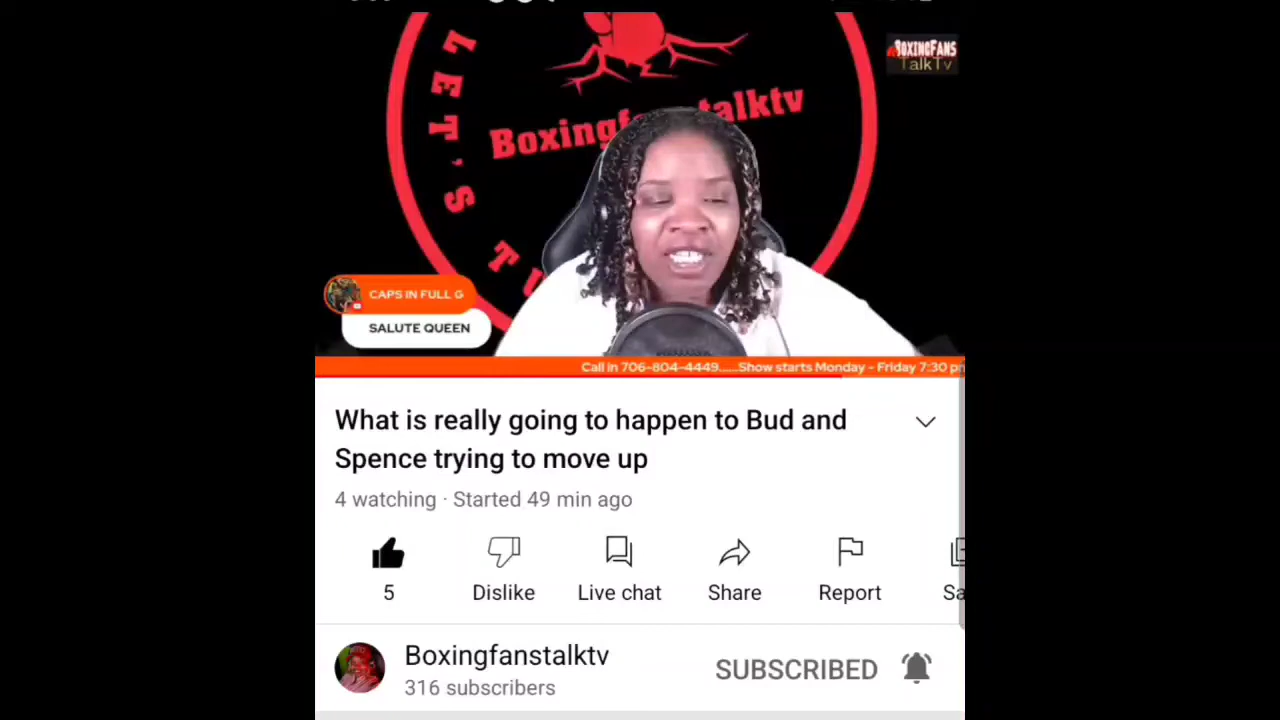 BOXINGFANS
TalkTv
LET'S
Boxingf
talktv
CAPS IN FULL G
SALUTE QUEEN
Call in 706-804-4449......Show starts Monday - Friday 7:30 pm
What is really going to happen to Bud and
Spence trying to move up
4 watching · Started 49 min ago
5
Dislike
Live chat
Share
Report
Sa
Boxingfanstalktv
316 subscribers
SUBSCRIBED